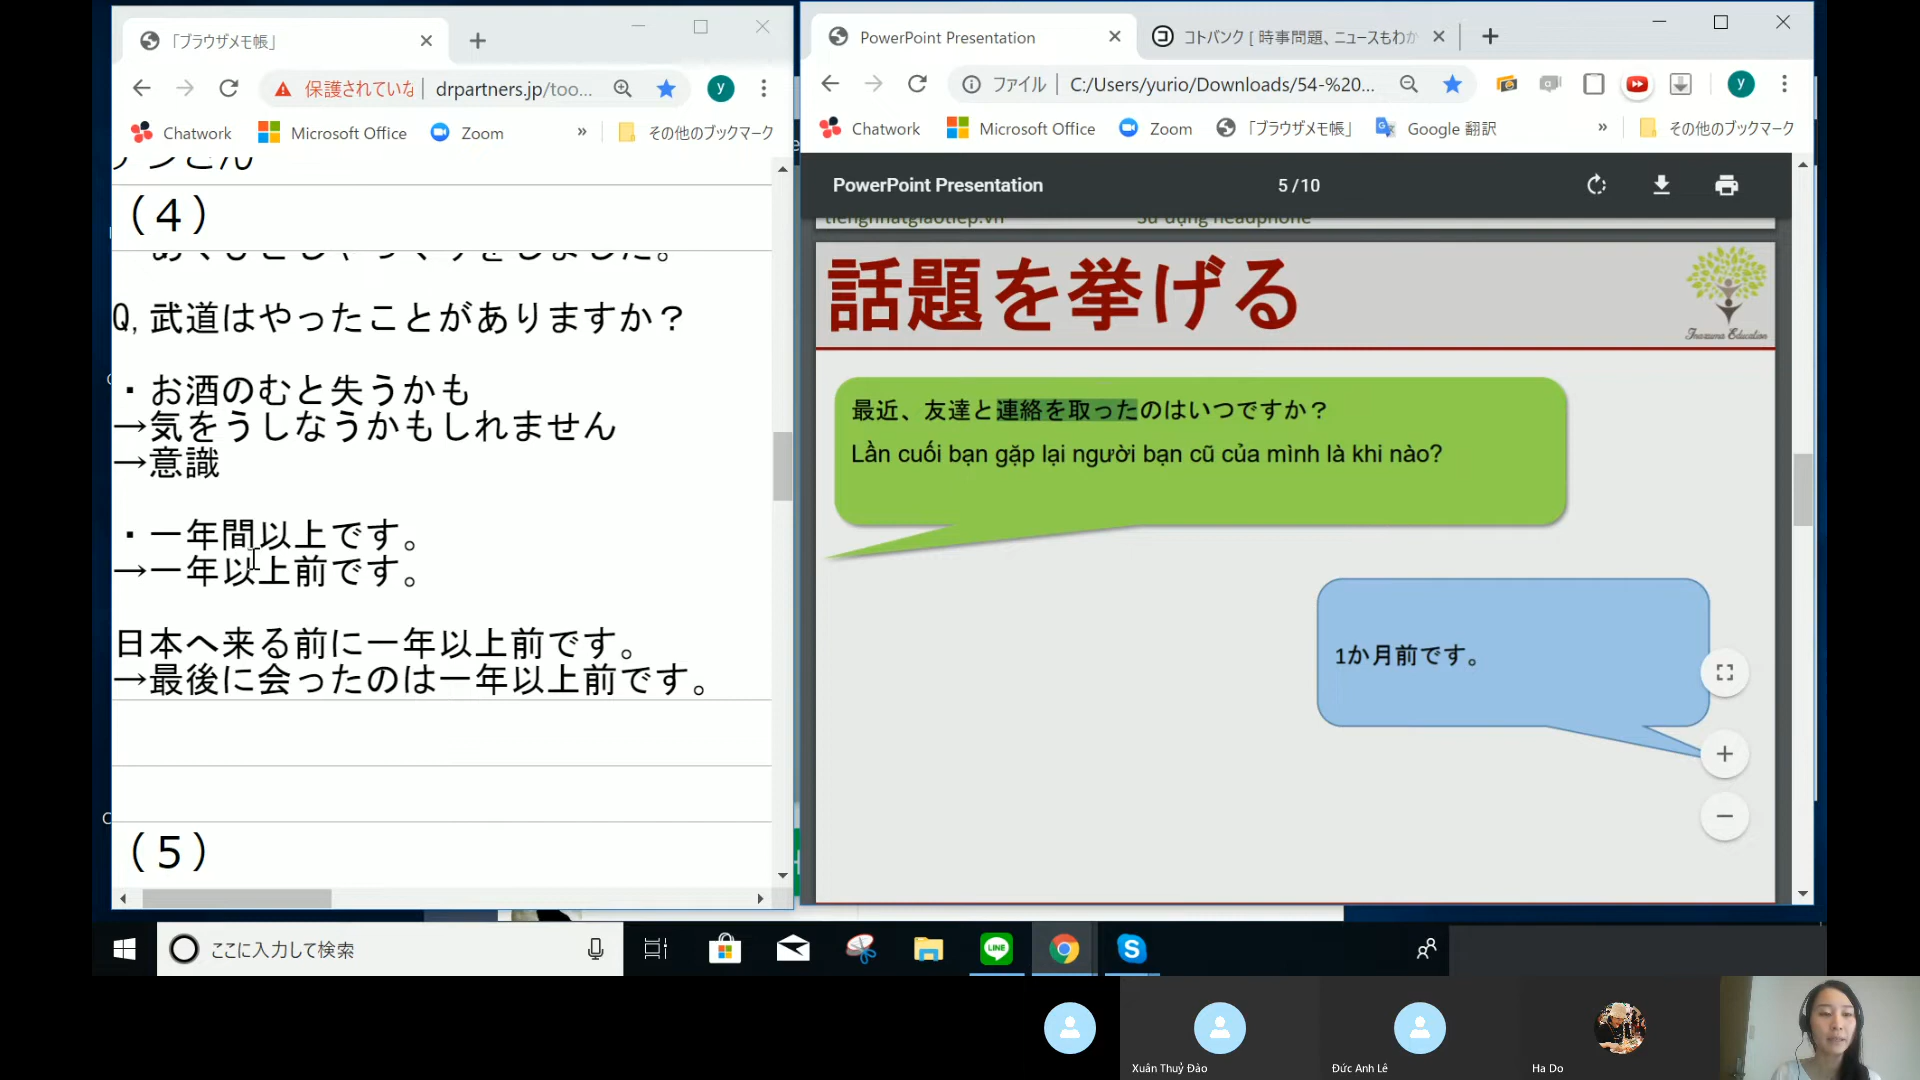 「ブラウザメモ帳」
保護されていな
drpartners.jp/too...
y
Chatwork
Microsoft Office
Zoom
»
その他のブックマーク
(4)
Q,武道はやったことがありますか？
・お酒のむと失うかも
→気をうしなうかもしれません
→意識
・一年間以上です。
→一年以上前です。
日本へ来る前に一年以上前です。
→最後に会ったのは一年以上前です。
(5)
PowerPoint Presentation
コトバンク [ 時事問題、ニュースもわか
ファイル
C:/Users/yurio/Downloads/54-%20...
y
Chatwork
Microsoft Office
Zoom
「ブラウザメモ帳」
Google 翻訳
»
その他のブックマーク
PowerPoint Presentation
5 / 10
tiengnhatgiaotiep.vn
Sử dụng headphone
話題を挙げる
Inazuma Education
最近、友達と連絡を取ったのはいつですか？
Lần cuối bạn gặp lại người bạn cũ của mình là khi nào?
1か月前です。
ここに入力して検索
LINE
Xuân Thuỷ Đào
Đức Anh Lê
Ha Do